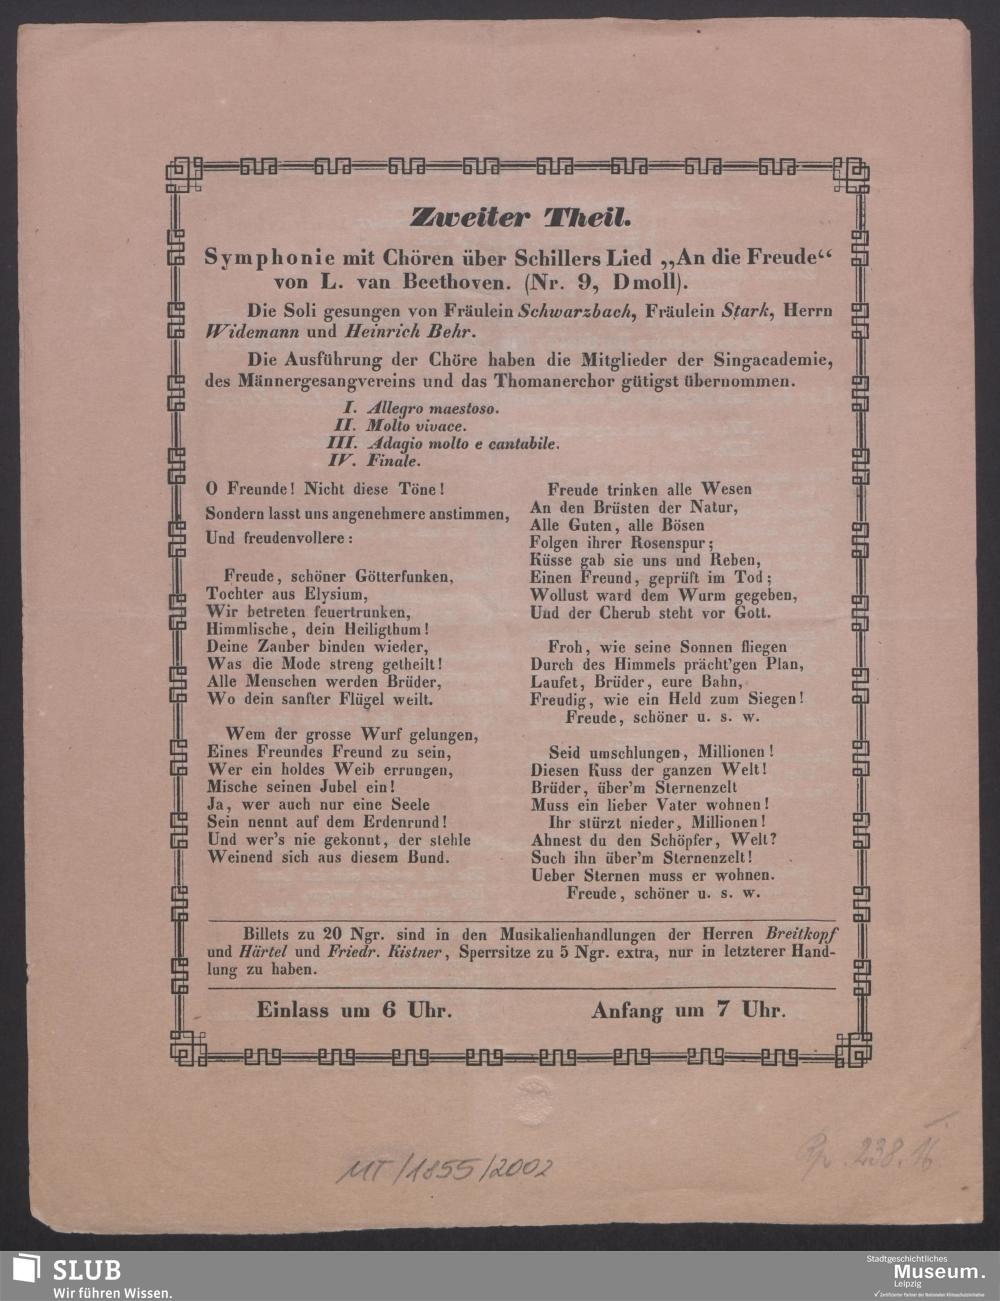 Zweiter Theil.
Symphonie mit Chören über Schillers Lied „An die Freude“
von L. van Beethoven. (Nr. 9, Dmoll).
Die Soli gesungen von Fräulein Schwarzbach, Fräulein Stark, Herrn
Widemann und Heinrich Behr.
Die Ausführung der Chöre haben die Mitglieder der Singacademie,
des Männergesangvereins und das Thomanerchor gütigst übernommen.
I. Allegro maestoso.
II. Molto vivace.
III. Adagio molto e cantabile.
IV. Finale.
O Freunde! Nicht diese Töne!
Sondern lasst uns angenehmere anstimmen,
Und freudenvollere:
Freude, schöner Götterfunken,
Tochter aus Elysium,
Wir betreten feuertrunken,
Himmlische, dein Heiligthum!
Deine Zauber binden wieder,
Was die Mode streng getheilt!
Alle Menschen werden Brüder,
Wo dein sanfter Flügel weilt.
Wem der grosse Wurf gelungen,
Eines Freundes Freund zu sein,
Wer ein holdes Weib errungen,
Mische seinen Jubel ein!
Ja, wer auch nur eine Seele
Sein nennt auf dem Erdenrund!
Und wer's nie gekonnt, der stehle
Weinend sich aus diesem Bund.
Freude trinken alle Wesen
An den Brüsten der Natur,
Alle Guten, alle Bösen
Folgen ihrer Rosenspur;
Küsse gab sie uns und Reben,
Einen Freund, geprüft im Tod;
Wollust ward dem Wurm gegeben,
Und der Cherub steht vor Gott.
Froh, wie seine Sonnen fliegen
Durch des Himmels prächt'gen Plan,
Laufet, Brüder, eure Bahn,
Freudig, wie ein Held zum Siegen!
Freude, schöner u. s. w.
Seid umschlungen, Millionen!
Diesen Kuss der ganzen Welt!
Brüder, über'm Sternenzelt
Muss ein lieber Vater wohnen!
Ihr stürzt nieder, Millionen!
Ahnest du den Schöpfer, Welt?
Such ihn über'm Sternenzelt!
Ueber Sternen muss er wohnen.
Freude, schöner u. s. w.
Billets zu 20 Ngr. sind in den Musikalienhandlungen der Herren Breitkopf
und Härtel und Friedr. Kistner, Sperrsitze zu 5 Ngr. extra, nur in letzterer Hand-
lung zu haben.
Einlass um 6 Uhr. Anfang um 7 Uhr.
MT/1855/2002
238.16
SLUB
Wir führen Wissen.
Stadtgeschichtliches
Museum.
Leipzig